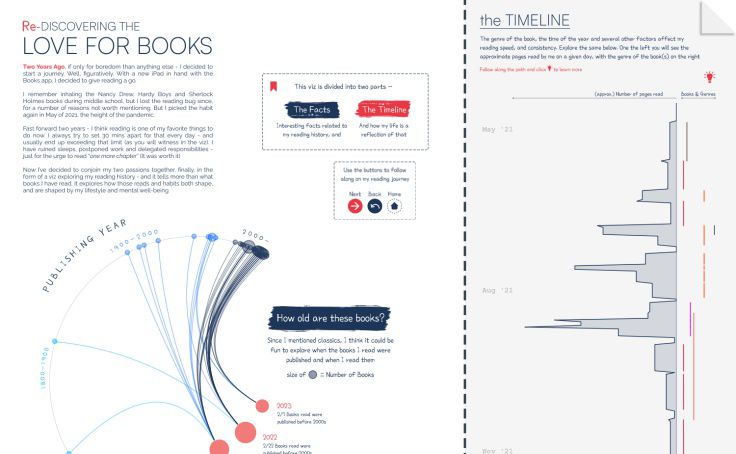 Re-DISCOVERING THE
LOVE FOR BOOKS
Two Years Ago, if only for boredom than anything else - I decided to
start a journey. Well, figuratively. With a new iPad in hand with the
Books app, I decided to give reading a go.
I remember inhaling the Nancy Drew, Hardy Boys and Sherlock
Holmes books during middle school, but I lost the reading bug since,
for a number of reasons not worth mentioning. But I picked the habit
again in May of 2021, the height of the pandemic.
Fast forward two years - I think reading is one of my favorite things to
do now. I always try to set 30 mins apart for that every day - and
usually end up exceeding that limit (as you will witness in the viz). I
have ruined sleeps, postponed work and delegated responsibilities -
just for the urge to read "one more chapter" (It was worth it)
Now I've decided to conjoin my two passions together, finally, in the
form of a viz exploring my reading history - and it tells more than what
books I have read, it explores how those reads and habits both shape,
and are shaped by my lifestyle and mental well-being.
This viz is divided into two parts -
The Facts
The Timeline
Interesting Facts related to
my reading history, and
And how my life is a
reflection of that
Use the buttons to follow
along on my reading journey
Next Back Home
PUBLISHING YEAR
1800-1900
1900-2000
2000-
How old are these books?
Since I mentioned classics, I think it could be
fun to explore when the books I read were
published and when I read them
size of = Number of Books
2023
2/7 Books read were
published before 2000s
2022
2/22 Books read were
published before 2000s
the TIMELINE
The genre of the book, the time of the year and several other factors affect my
reading speed, and consistency. Explore the same below. One the left you will see the
approximate pages read by me on a given day, with the genre of the book(s) on the right
Follow along the path and click to learn more
(Approx.) Number of pages read
Books & Genres
May '21
Aug '21
Nov '21